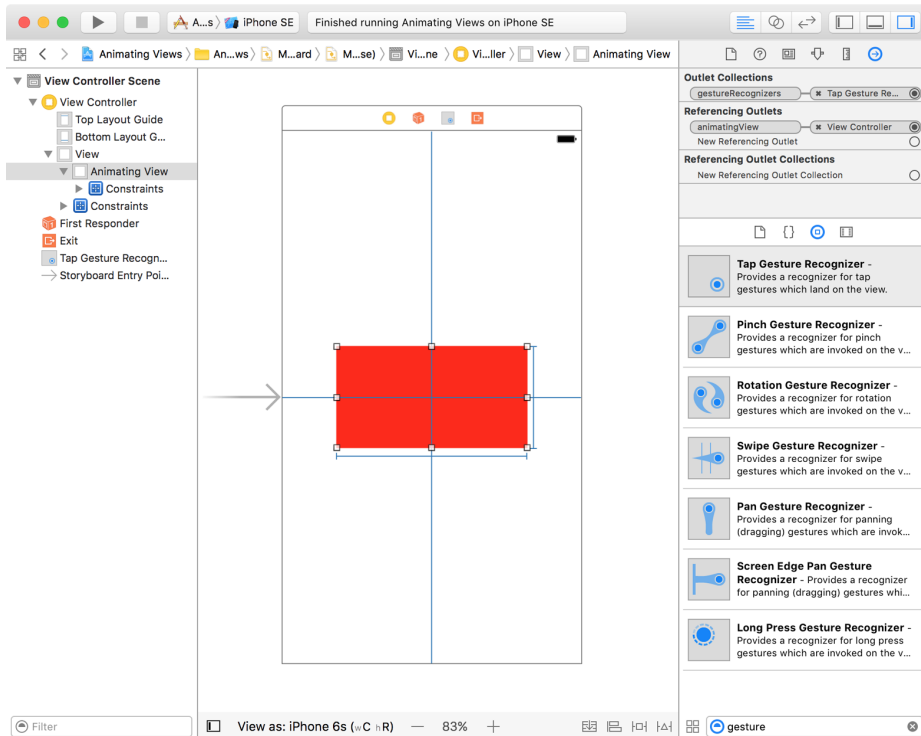 A...s
iPhone SE
Finished running Animating Views on iPhone SE
Animating Views
An...ws
M...ard
M...se)
Vi...ne
Vi...ller
View
Animating View
View Controller Scene
View Controller
Top Layout Guide
Bottom Layout G...
View
Animating View
Constraints
Constraints
First Responder
Exit
Tap Gesture Recogn...
Storyboard Entry Poi...
Filter
View as: iPhone 6s (wC hR)
83%
Outlet Collections
gestureRecognizers
Tap Gesture Re...
Referencing Outlets
animatingView
View Controller
New Referencing Outlet
Referencing Outlet Collections
New Referencing Outlet Collection
Tap Gesture Recognizer -
Provides a recognizer for tap
gestures which land on the view.
Pinch Gesture Recognizer -
Provides a recognizer for pinch
gestures which are invoked on the v...
Rotation Gesture Recognizer -
Provides a recognizer for rotation
gestures which are invoked on the v...
Swipe Gesture Recognizer -
Provides a recognizer for swipe
gestures which are invoked on the v...
Pan Gesture Recognizer -
Provides a recognizer for panning
(dragging) gestures which are invok...
Screen Edge Pan Gesture
Recognizer - Provides a recognizer
for panning (dragging) gestures whi...
Long Press Gesture Recognizer -
Provides a recognizer for long press
gestures which are invoked on the v...
gesture